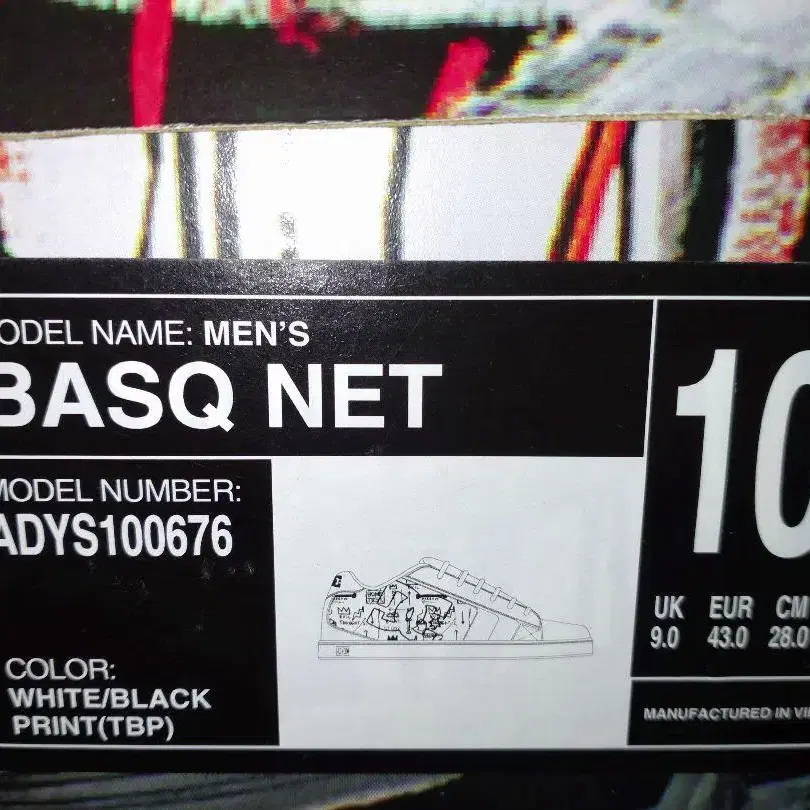 ODEL NAME: MEN'S
BASQ NET
MODEL NUMBER:
ADYS100676
COLOR:
WHITE/BLACK
PRINT(TBP)
10
UK EUR CM
9.0 43.0 28.0
MANUFACTURED IN VI